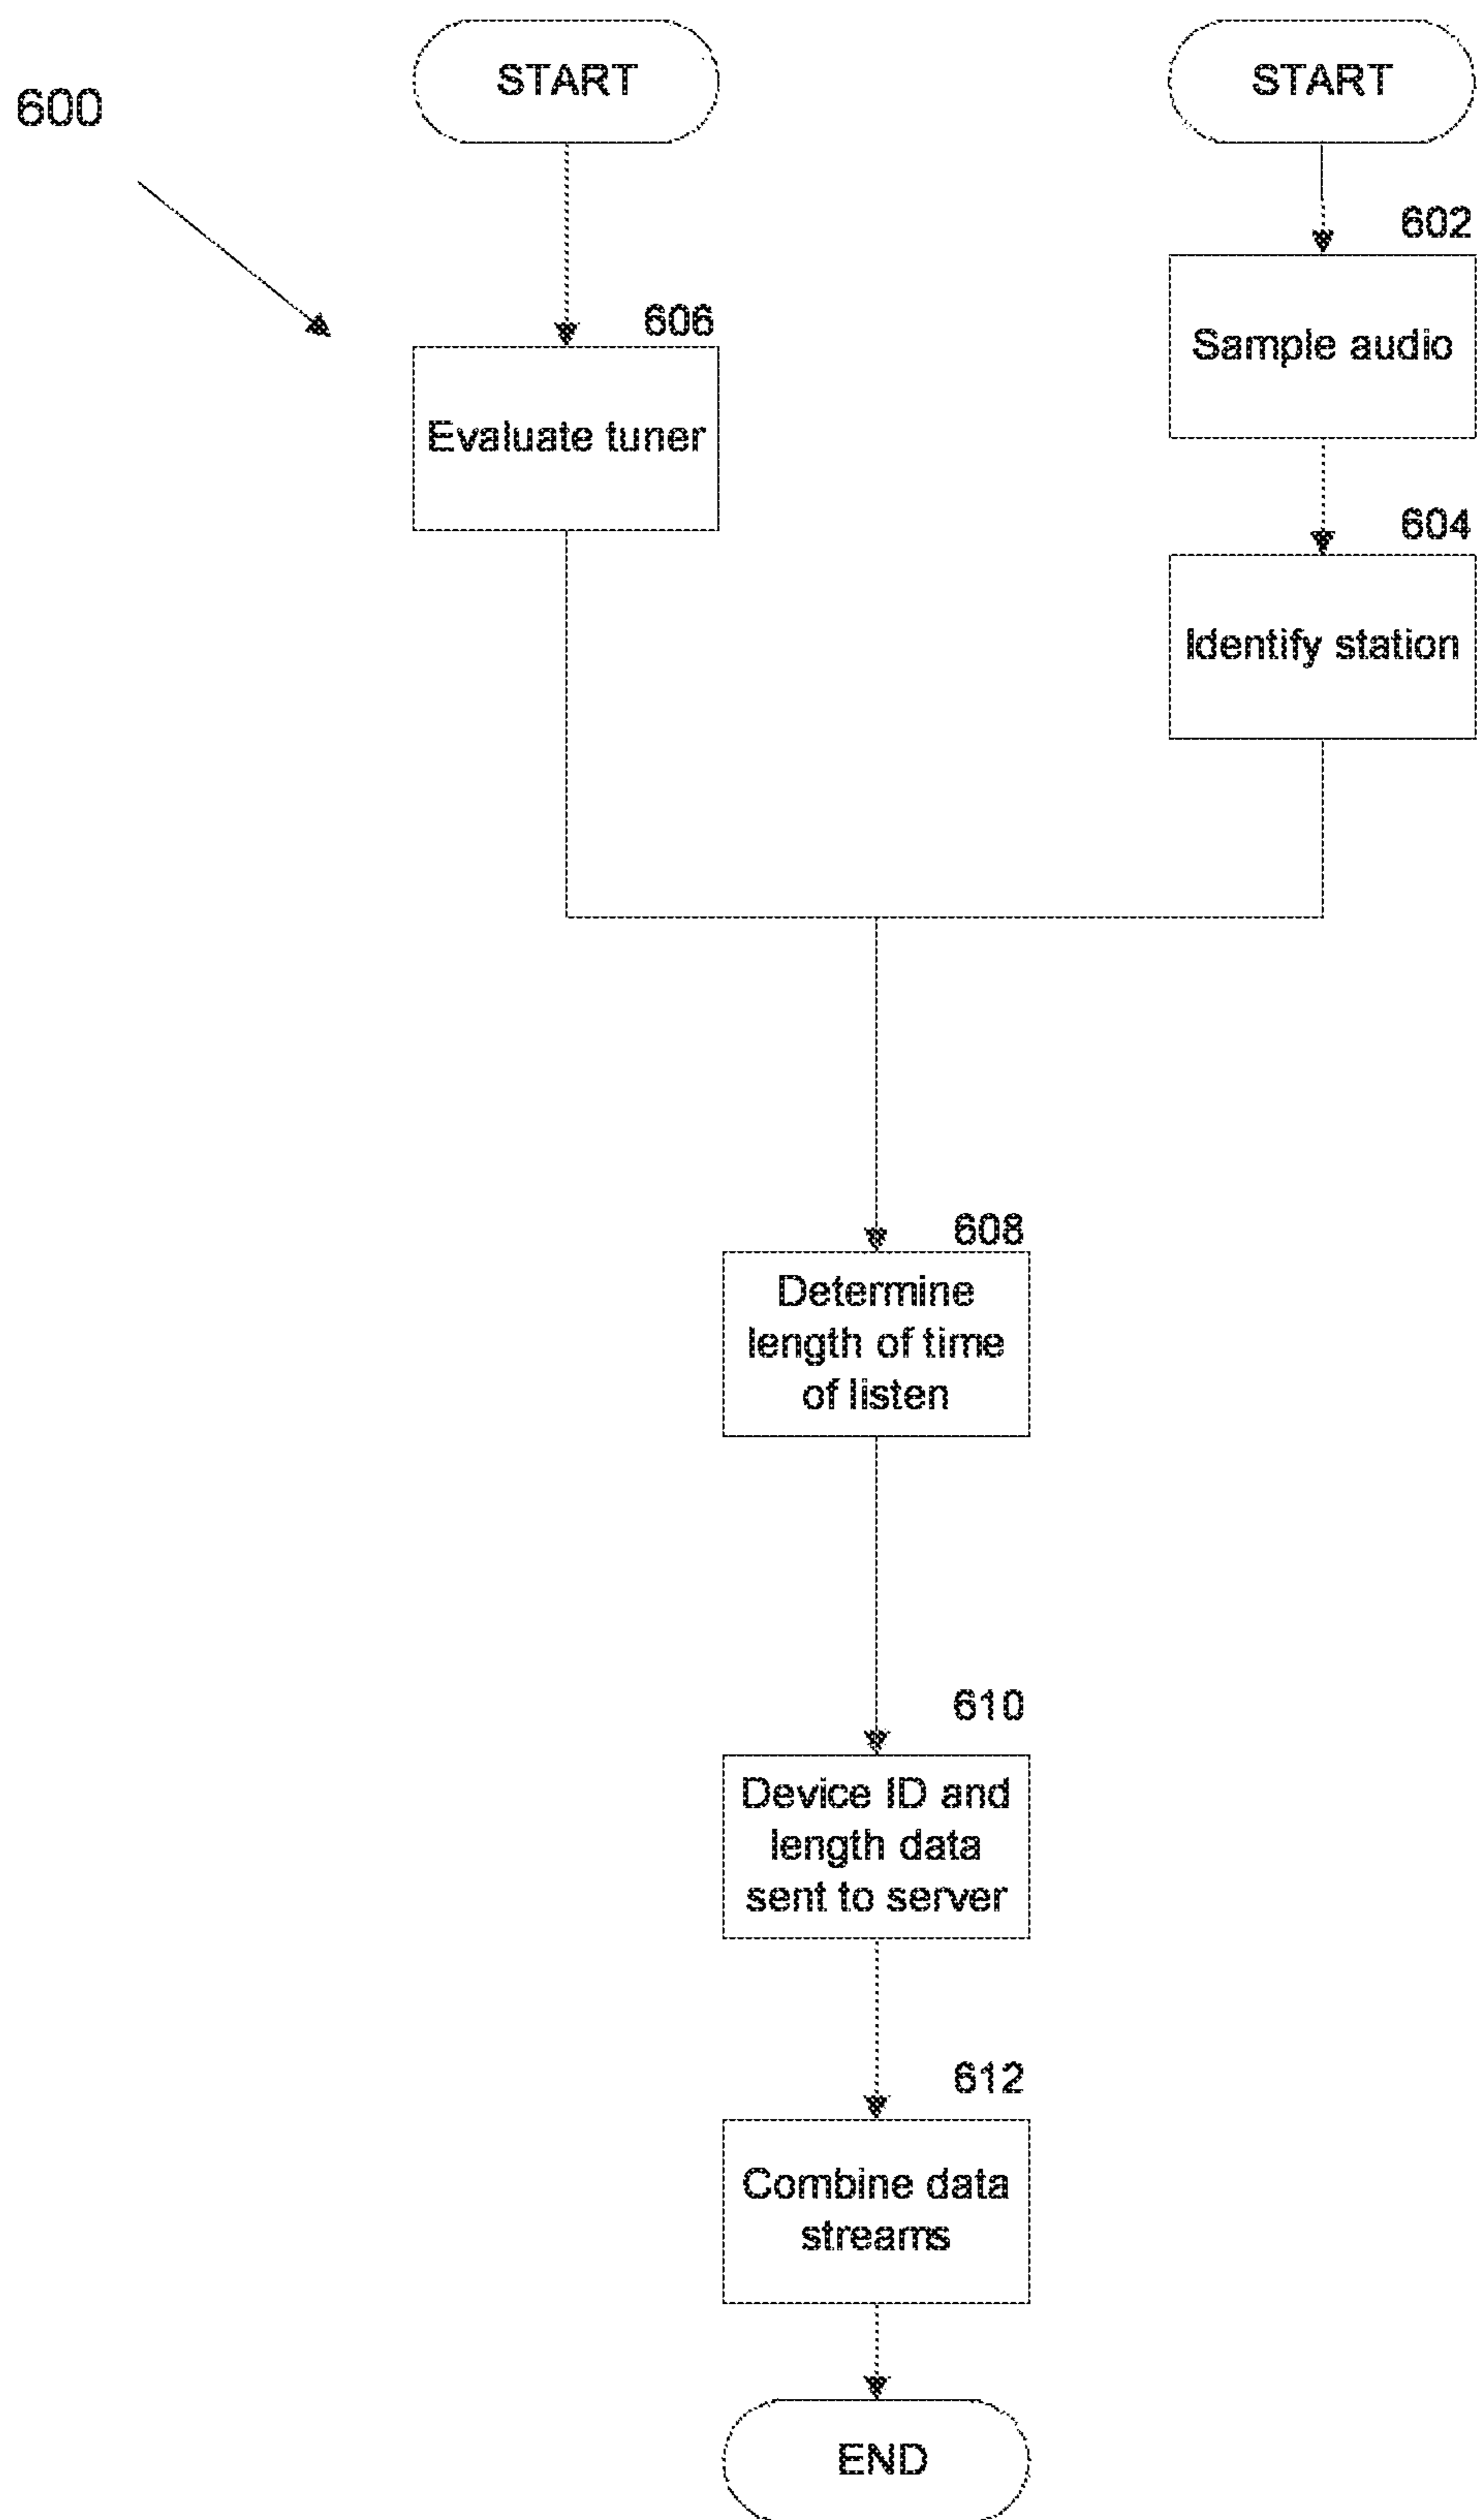 START
START
600
602
Sample audio
606
Evaluate tuner
604
Identify station
608
Determine
length of time
of listen
610
Device ID and
length data
sent to server
612
Combine data
streams
END